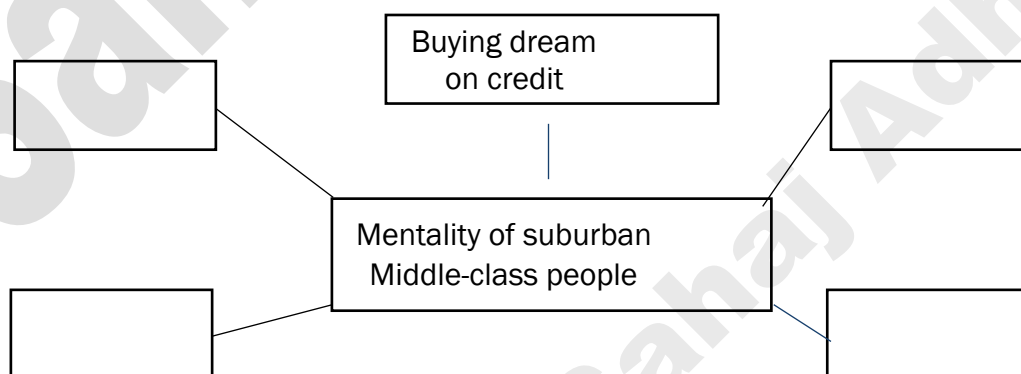 Buying dream
on credit
Mentality of suburban
Middle-class people